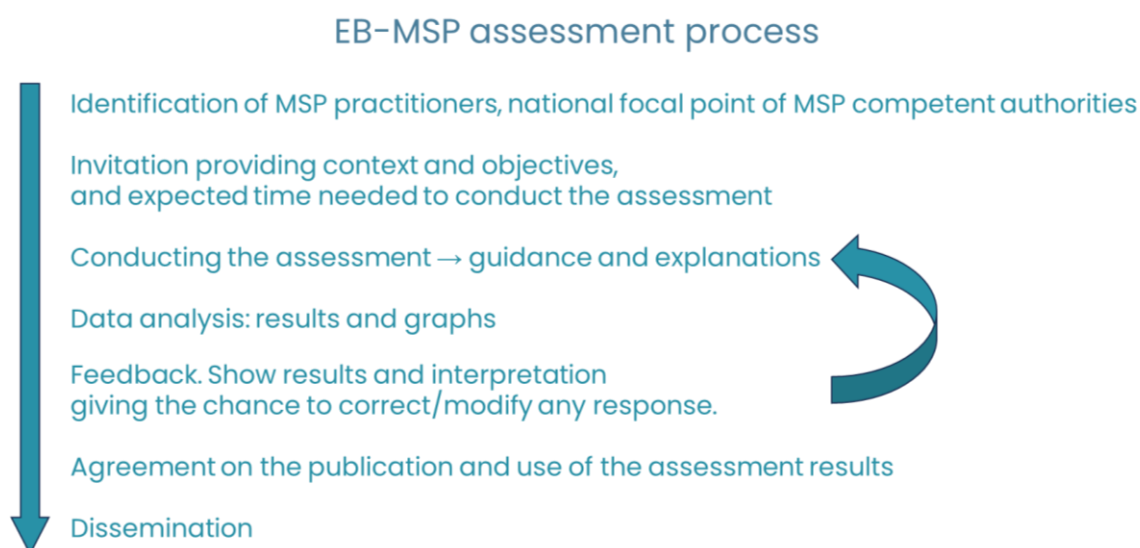 EB-MSP assessment process
Identification of MSP practitioners, national focal point of MSP competent authorities
Invitation providing context and objectives,
and expected time needed to conduct the assessment
Conducting the assessment → guidance and explanations
Data analysis: results and graphs
Feedback. Show results and interpretation
giving the chance to correct/modify any response.
Agreement on the publication and use of the assessment results
Dissemination